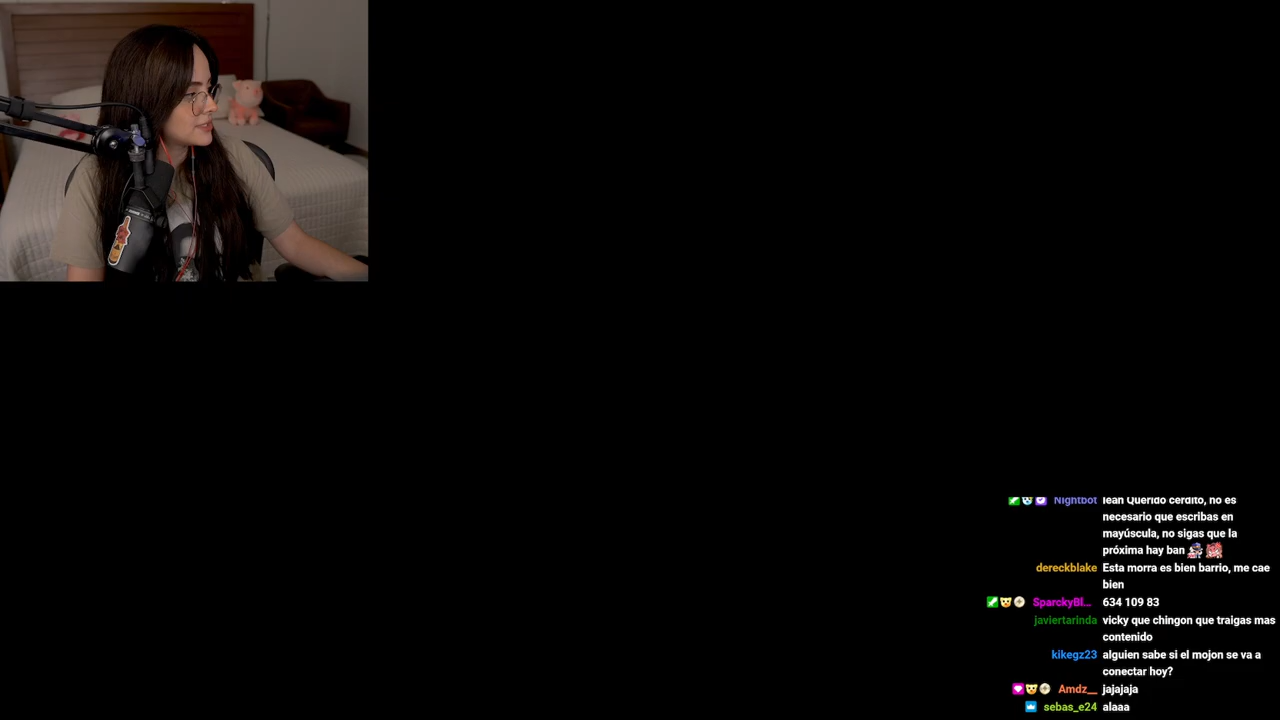 Nightbot lean Querido cerdito, no es
necesario que escribas en
mayúscula, no sigas que la
próxima hay ban
dereckblake Esta morra es bien barrio, me cae
bien
SparckyBl... 634 109 83
javiertarinda vicky que chingon que traigas mas
contenido
kikegz23 alguien sabe si el mojon se va a
conectar hoy?
Amdz__ jajajaja
sebas_e24 alaaa